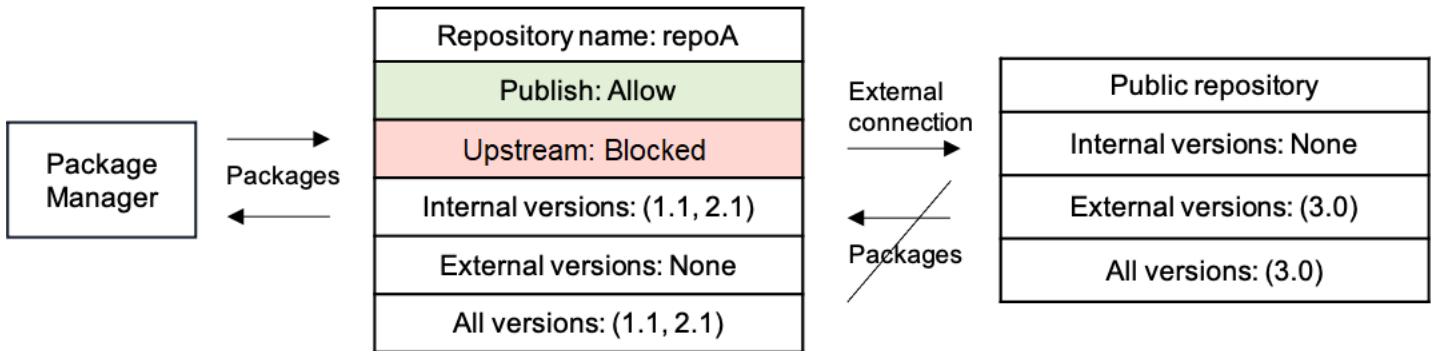 Package
Manager
Packages
Repository name: repoA
Publish: Allow
Upstream: Blocked
Internal versions: (1.1, 2.1)
External versions: None
All versions: (1.1, 2.1)
External
connection
Packages
Public repository
Internal versions: None
External versions: (3.0)
All versions: (3.0)